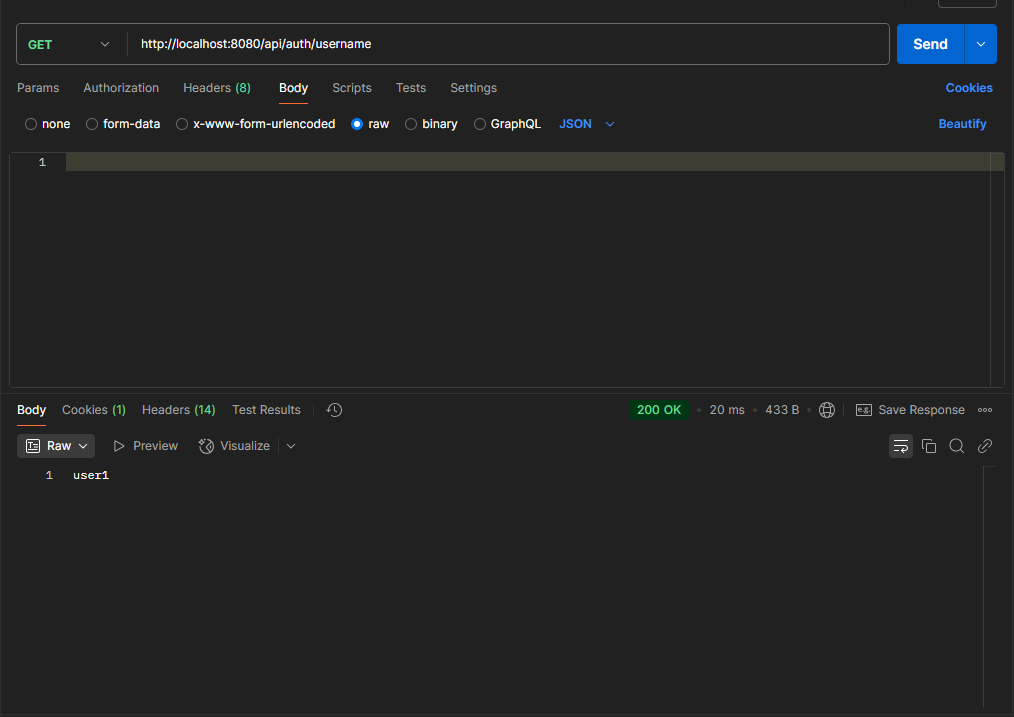 GET http://localhost:8080/api/auth/username Send
Params Authorization Headers (8) Body Scripts Tests Settings Cookies
none form-data x-www-form-urlencoded raw binary GraphQL JSON Beautify
1
Body Cookies (1) Headers (14) Test Results 200 OK 20 ms 433 B e.g. Save Response
Raw Preview Visualize
1 user1